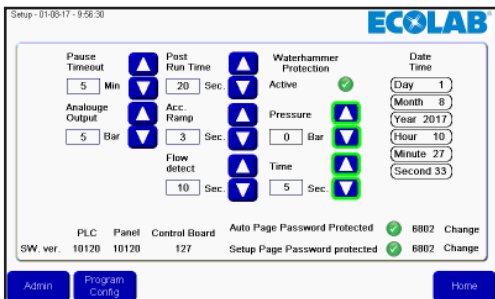 Setup - 01-08-17 - 9:56:30
ECOLAB
Pause Timeout
5 Min
Analouge Output
5 Bar
Post Run Time
20 Sec.
Acc. Ramp
3 Sec.
Flow detect
10 Sec.
Waterhammer Protection
Active
Pressure
0 Bar
Time
5 Sec.
Date Time
Day 1
Month 8
Year 2017
Hour 10
Minute 27
Second 33
PLC Panel Control Board
SW. ver. 10120 10120 127
Auto Page Password Protected 6802 Change
Setup Page Password protected 6802 Change
Admin
Program Config
Home